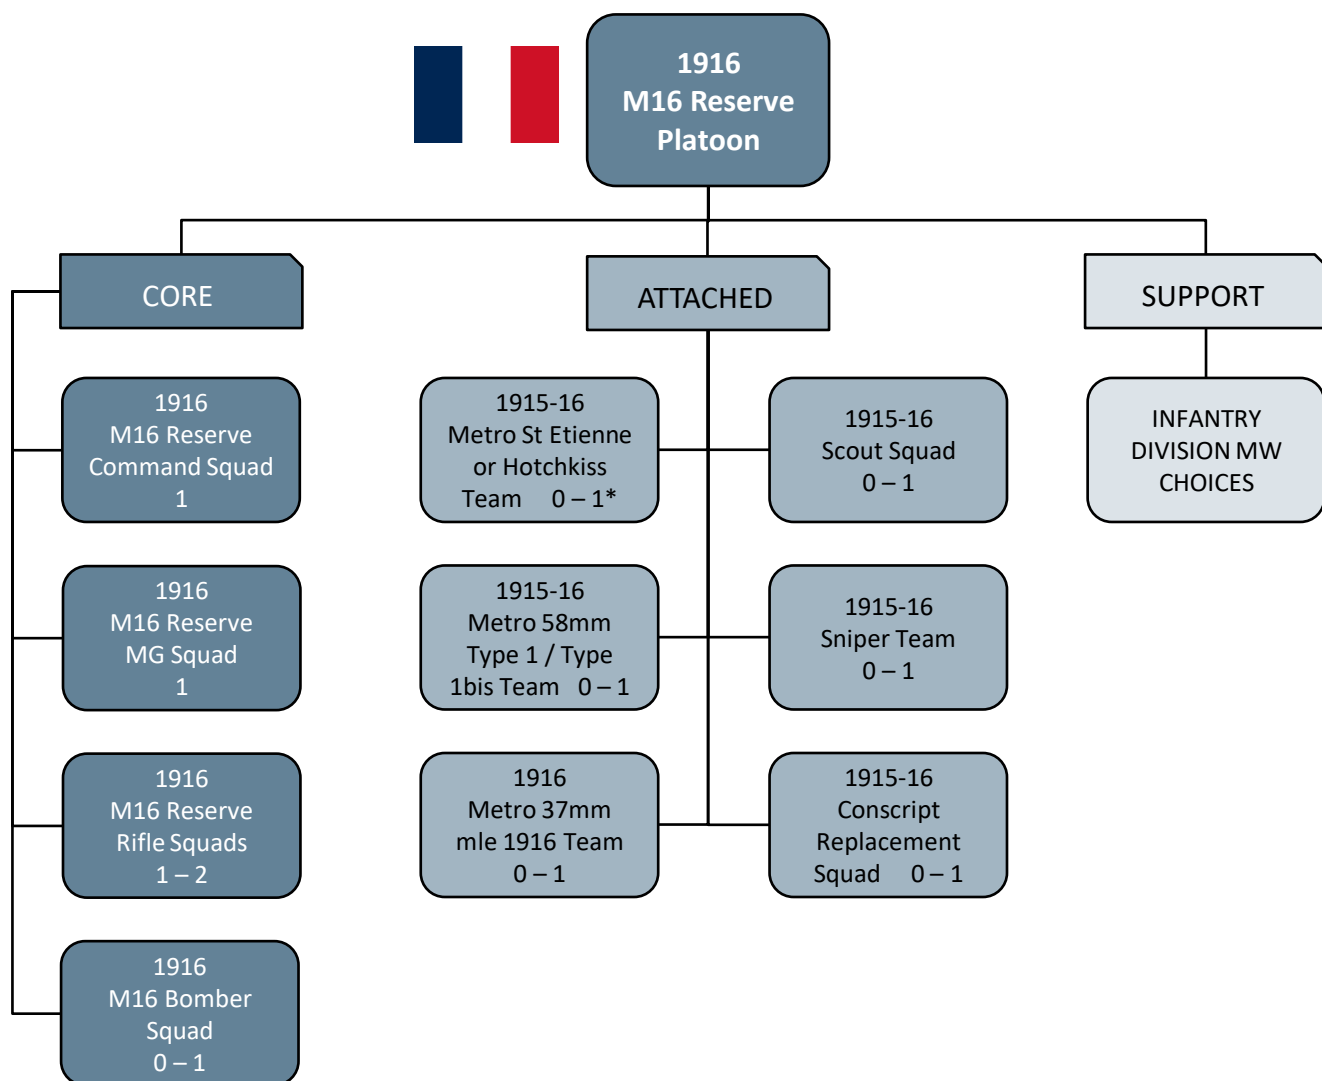 1916
M16 Reserve
Platoon
CORE
1916
M16 Reserve
Command Squad
1
1916
M16 Reserve
MG Squad
1
1916
M16 Reserve
Rifle Squads
1 – 2
1916
M16 Bomber
Squad
0 – 1
ATTACHED
1915-16
Metro St Etienne
or Hotchkiss
Team 0 – 1*
1915-16
Metro 58mm
Type 1 / Type
1bis Team 0 – 1
1916
Metro 37mm
mle 1916 Team
0 – 1
1915-16
Scout Squad
0 – 1
1915-16
Sniper Team
0 – 1
1915-16
Conscript
Replacement
Squad 0 – 1
SUPPORT
INFANTRY
DIVISION MW
CHOICES